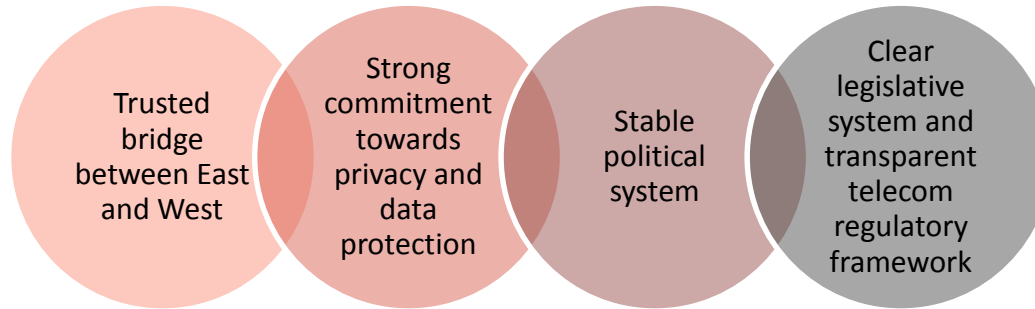 Trusted
bridge
between East
and West
Strong
commitment
towards
privacy and
data
protection
Stable
political
system
Clear
legislative
system and
transparent
telecom
regulatory
framework